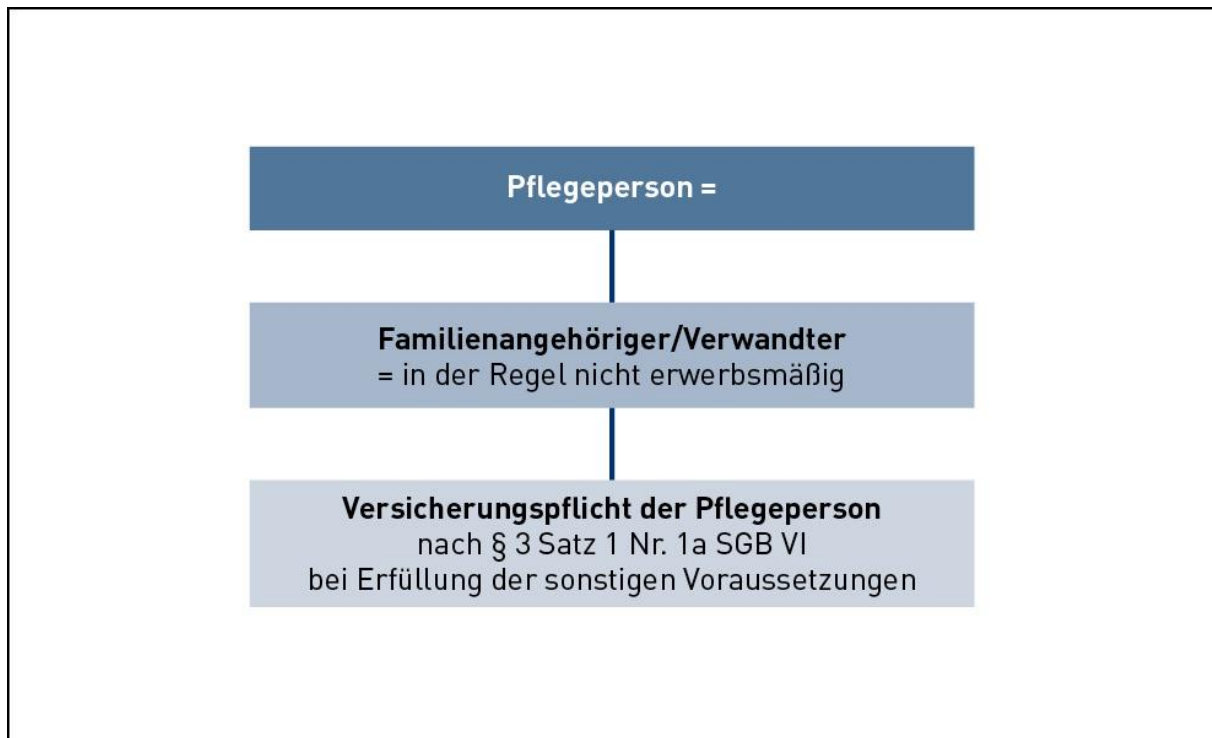 Pflegeperson =
Familienangehöriger/Verwandter
= in der Regel nicht erwerbsmäßig
Versicherungspflicht der Pflegeperson
nach § 3 Satz 1 Nr. 1a SGB VI
bei Erfüllung der sonstigen Voraussetzungen